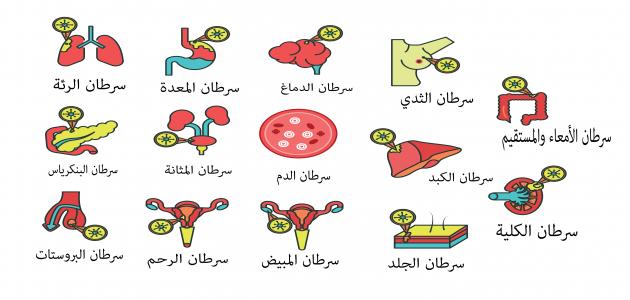 سرطان الثدي
سرطان الدماغ
سرطان المعدة
سرطان الرئة
سرطان الأمعاء والمستقيم
سرطان الكبد
سرطان الدم
سرطان المثانة
سرطان البنكرياس
سرطان الكلية
سرطان الجلد
سرطان المبيض
سرطان الرحم
سرطان البروستات